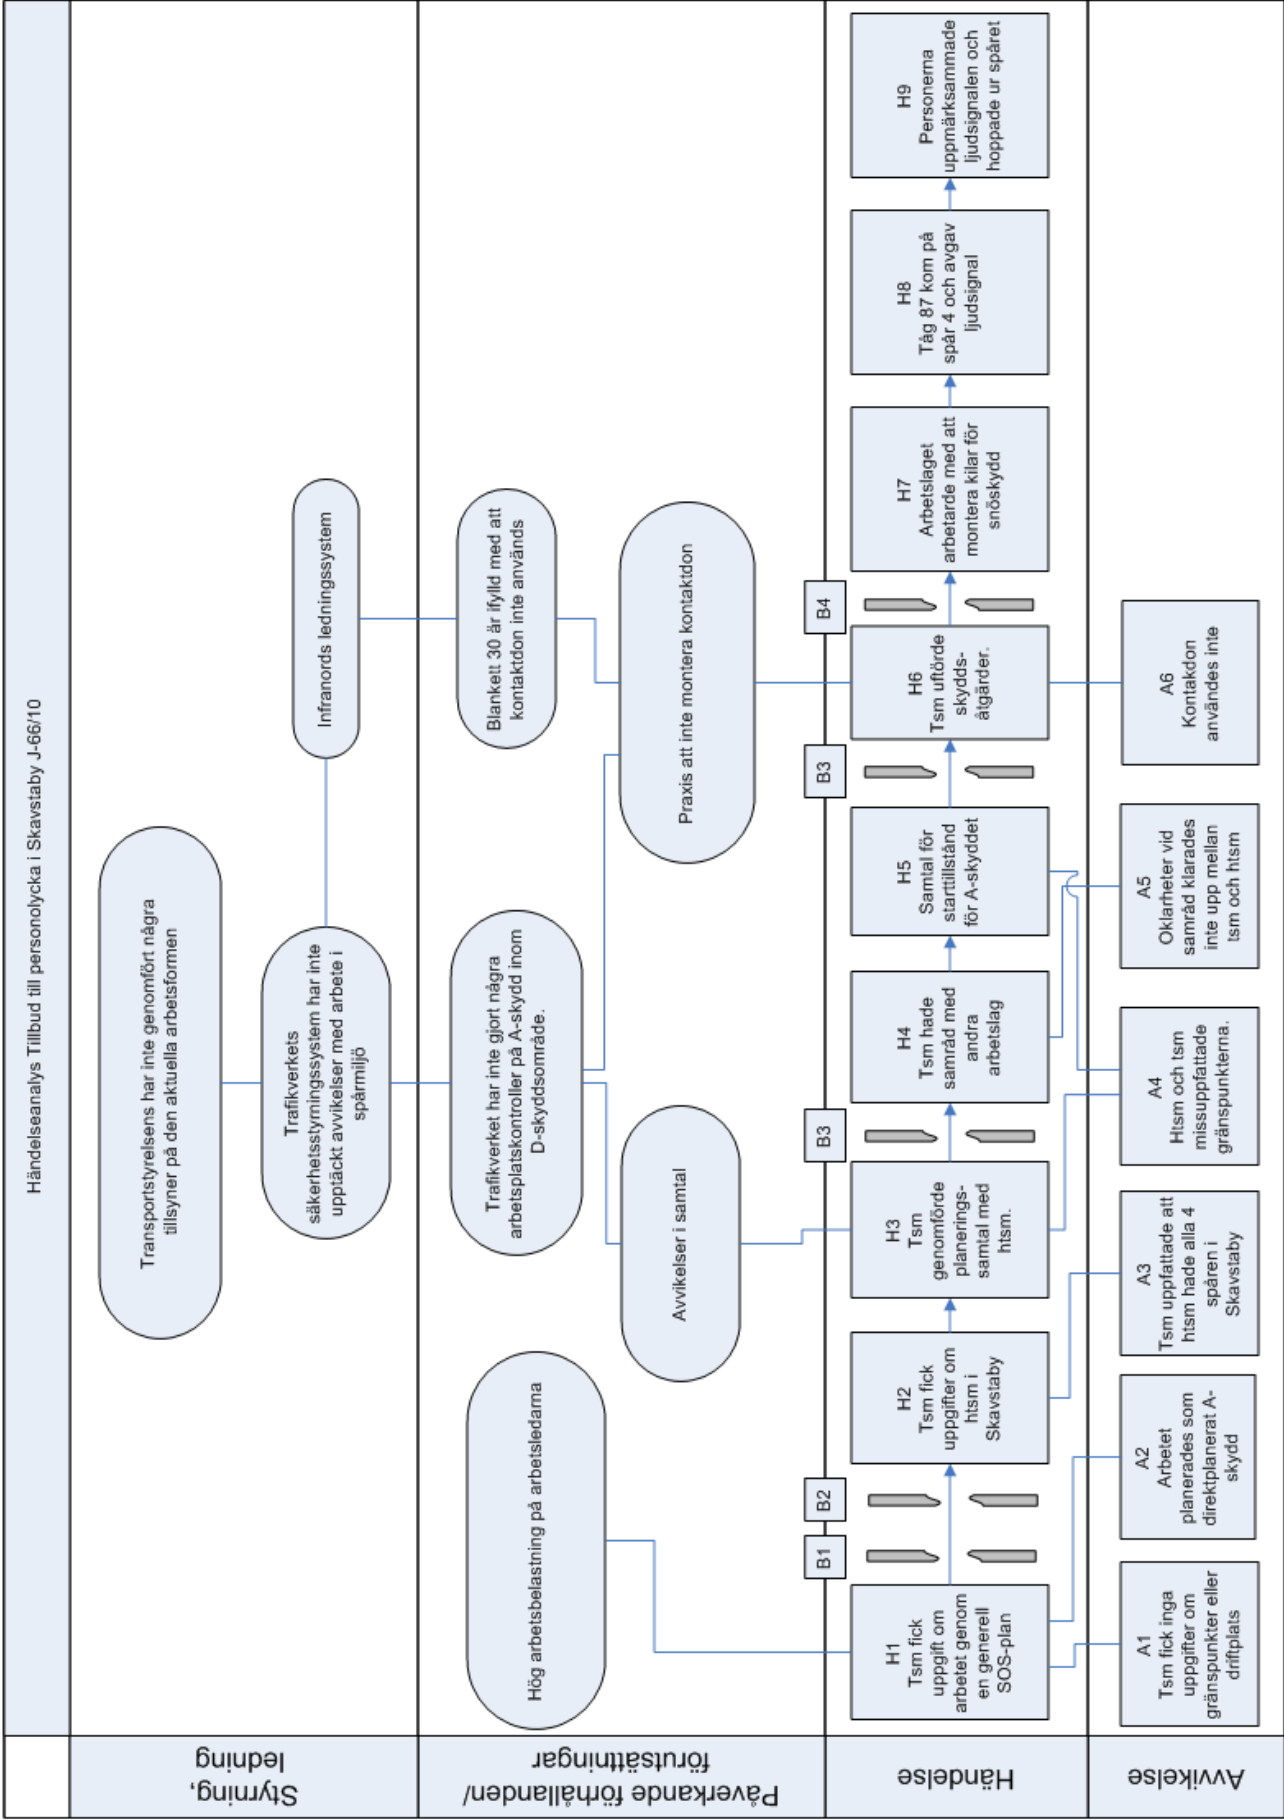 Händelseanalys Tillbud till personolycka i Skavstaby J-66/10
Styrning,
ledning
Transportstyrelsens har inte genomfört några
tillsyner på den aktuella arbetsformen
Trafikverkets
säkerhetsstyrningssystem har inte
upptäckt avvikelser med arbete i
spårmiljö
Infranords ledningssystem
Påverkande förhållanden/
förutsättningar
Hög arbetsbelastning på arbetsledarna
Trafikverket har inte gjort några
arbetsplatskontroller på A-skydd inom
D-skyddsområde.
Blankett 30 är ifylld med att
kontaktdon inte används
Avvikelser i samtal
Praxis att inte montera kontaktdon
Händelse
B1
B2
B3
B3
B4
H1
Tsm fick
uppgift om
arbetet genom
en generell
SOS-plan
H2
Tsm fick
uppgifter om
htsm i
Skavstaby
H3
Tsm
genomförde
planerings-
samtal med
htsm.
H4
Tsm hade
samråd med
andra
arbetslag
H5
Samtal för
starttillstånd
för A-skyddet
H6
Tsm uftörde
skydds-
åtgärder.
H7
Arbetslaget
arbetarde med att
montera kilar för
snöskydd
H8
Tåg 87 kom på
spår 4 och avgav
ljudsignal
H9
Personerna
uppmärksammade
ljudsignalen och
hoppade ur spåret
Avvikelse
A1
Tsm fick inga
uppgifter om
gränspunkter eller
driftplats
A2
Arbetet
planerades som
direktplanerat A-
skydd
A3
Tsm uppfattade att
htsm hade alla 4
spåren i
Skavstaby
A4
Htsm och tsm
missuppfattade
gränspunkterna.
A5
Oklarheter vid
samråd klarades
inte upp mellan
tsm och htsm
A6
Kontakdon
användes inte